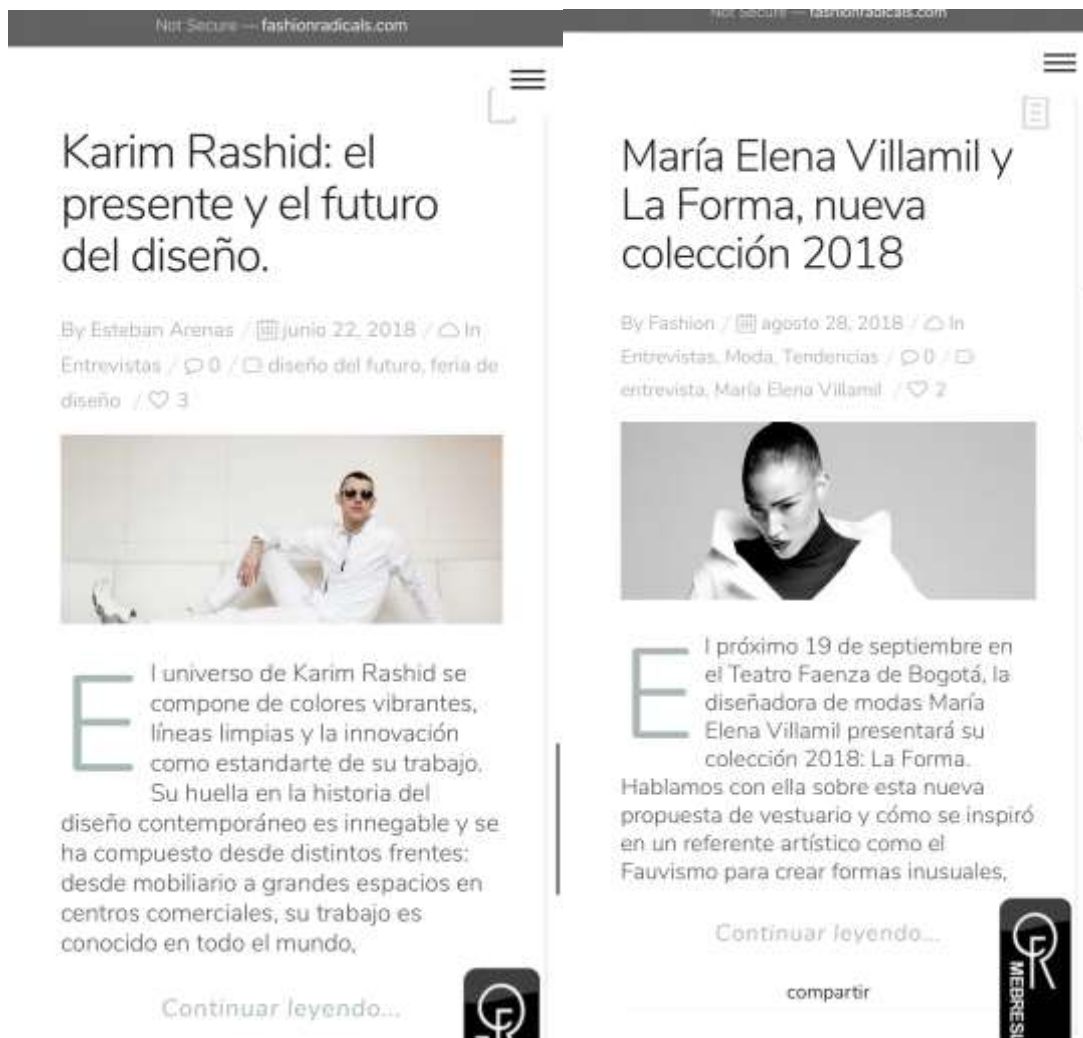 Not Secure — fashionradicals.com
Karim Rashid: el
presente y el futuro
del diseño.
By Esteban Arenas / junio 22, 2018 / In
Entrevistas / 0 / diseño del futuro, feria de
diseño / 3
El universo de Karim Rashid se
compone de colores vibrantes,
líneas limpias y la innovación
como estandarte de su trabajo.
Su huella en la historia del
diseño contemporáneo es innegable y se
ha compuesto desde distintos frentes:
desde mobiliario a grandes espacios en
centros comerciales, su trabajo es
conocido en todo el mundo,
Continuar leyendo...
Not Secure — fashionradicals.com
María Elena Villamil y
La Forma, nueva
colección 2018
By Fashion / agosto 28, 2018 / In
Entrevistas, Moda, Tendencias / 0 /
entrevista, María Elena Villamil / 2
El próximo 19 de septiembre en
el Teatro Faenza de Bogotá, la
diseñadora de modas María
Elena Villamil presentará su
colección 2018: La Forma.
Hablamos con ella sobre esta nueva
propuesta de vestuario y cómo se inspiró
en un referente artístico como el
Fauvismo para crear formas inusuales,
Continuar leyendo...
compartir